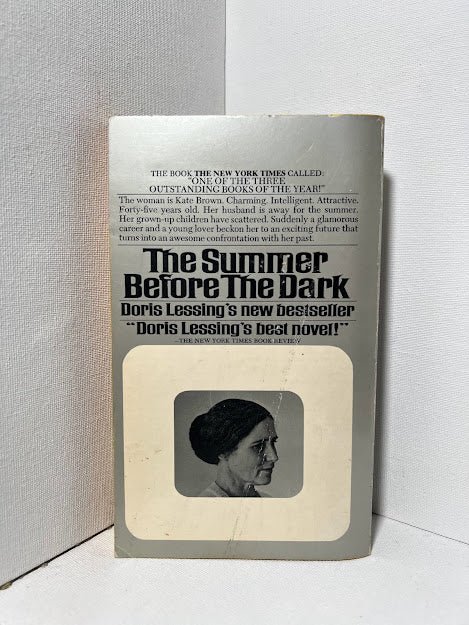 THE BOOK THE NEW YORK TIMES CALLED:
"ONE OF THE THREE
OUTSTANDING BOOKS OF THE YEAR!"
The woman is Kate Brown. Charming. Intelligent. Attractive.
Forty-five years old. Her husband is away for the summer.
Her grown-up children have scattered. Suddenly a glamorous
career and a young lover beckon her to an exciting future that
turns into an awesome confrontation with her past.
The Summer
Before The Dark
Doris Lessing's new bestseller
"Doris Lessing's best novel!"
—THE NEW YORK TIMES BOOK REVIEW